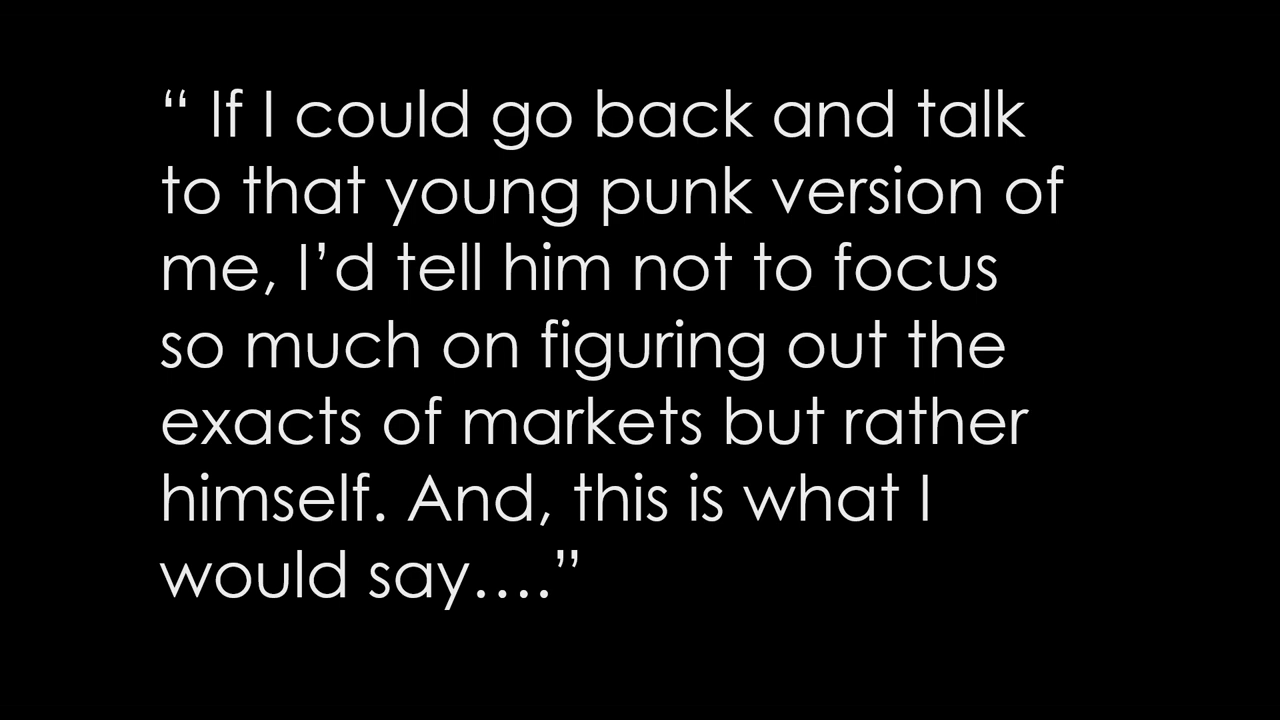 “ If I could go back and talk
to that young punk version of
me, I’d tell him not to focus
so much on figuring out the
exacts of markets but rather
himself. And, this is what I
would say….”